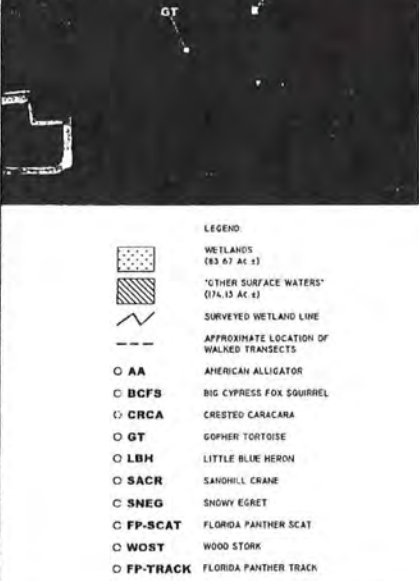 GT
LEGEND:
WETLANDS
(83.67 AC.±)
"OTHER SURFACE WATERS"
(174.13 AC.±)
SURVEYED WETLAND LINE
APPROXIMATE LOCATION OF
WALKED TRANSECTS
AA AMERICAN ALLIGATOR
BCFS BIG CYPRESS FOX SQUIRREL
CRCA CRESTED CARACARA
GT GOPHER TORTOISE
LBH LITTLE BLUE HERON
SACR SANDHILL CRANE
SNEG SNOWY EGRET
FP-SCAT FLORIDA PANTHER SCAT
WOST WOOD STORK
FP-TRACK FLORIDA PANTHER TRACK